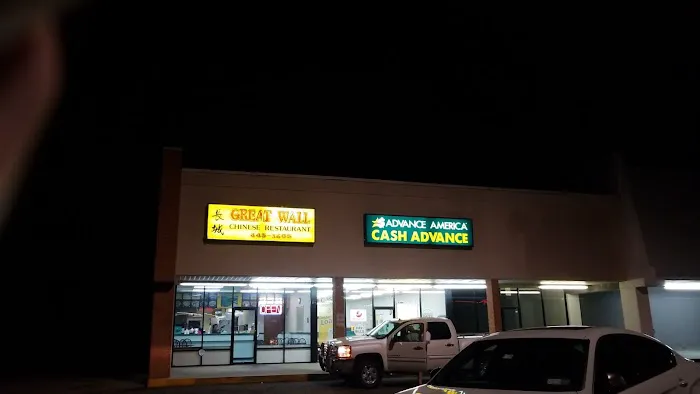 長城
GREAT WALL
CHINESE RESTAURANT
ADVANCE AMERICA
CASH ADVANCE
OPEN